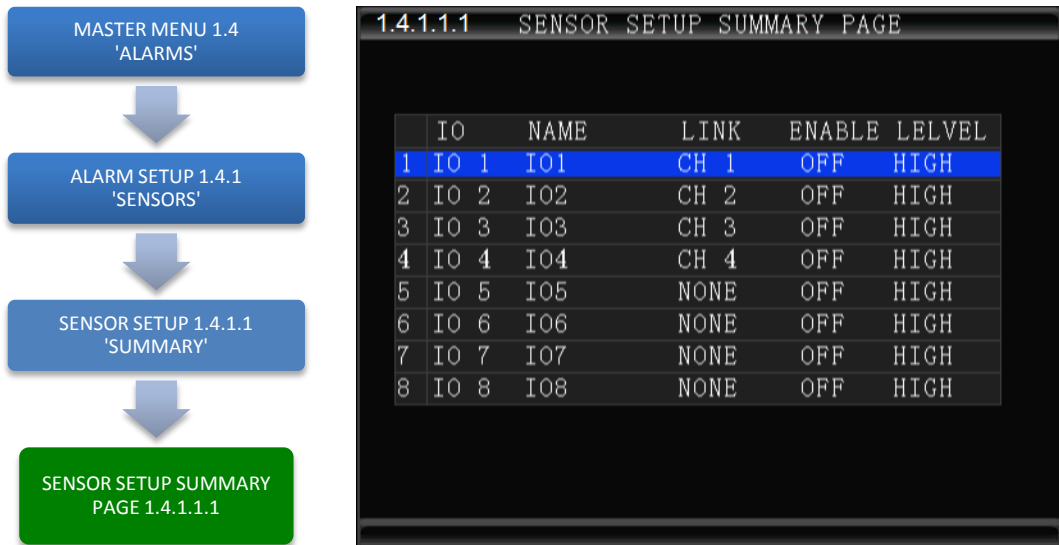 MASTER MENU 1.4
'ALARMS'
ALARM SETUP 1.4.1
'SENSORS'
SENSOR SETUP 1.4.1.1
'SUMMARY'
SENSOR SETUP SUMMARY
PAGE 1.4.1.1.1
1.4.1.1.1 SENSOR SETUP SUMMARY PAGE
IO NAME LINK ENABLE LELVEL
1 IO 1 IO1 CH 1 OFF HIGH
2 IO 2 IO2 CH 2 OFF HIGH
3 IO 3 IO3 CH 3 OFF HIGH
4 IO 4 IO4 CH 4 OFF HIGH
5 IO 5 IO5 NONE OFF HIGH
6 IO 6 IO6 NONE OFF HIGH
7 IO 7 IO7 NONE OFF HIGH
8 IO 8 IO8 NONE OFF HIGH